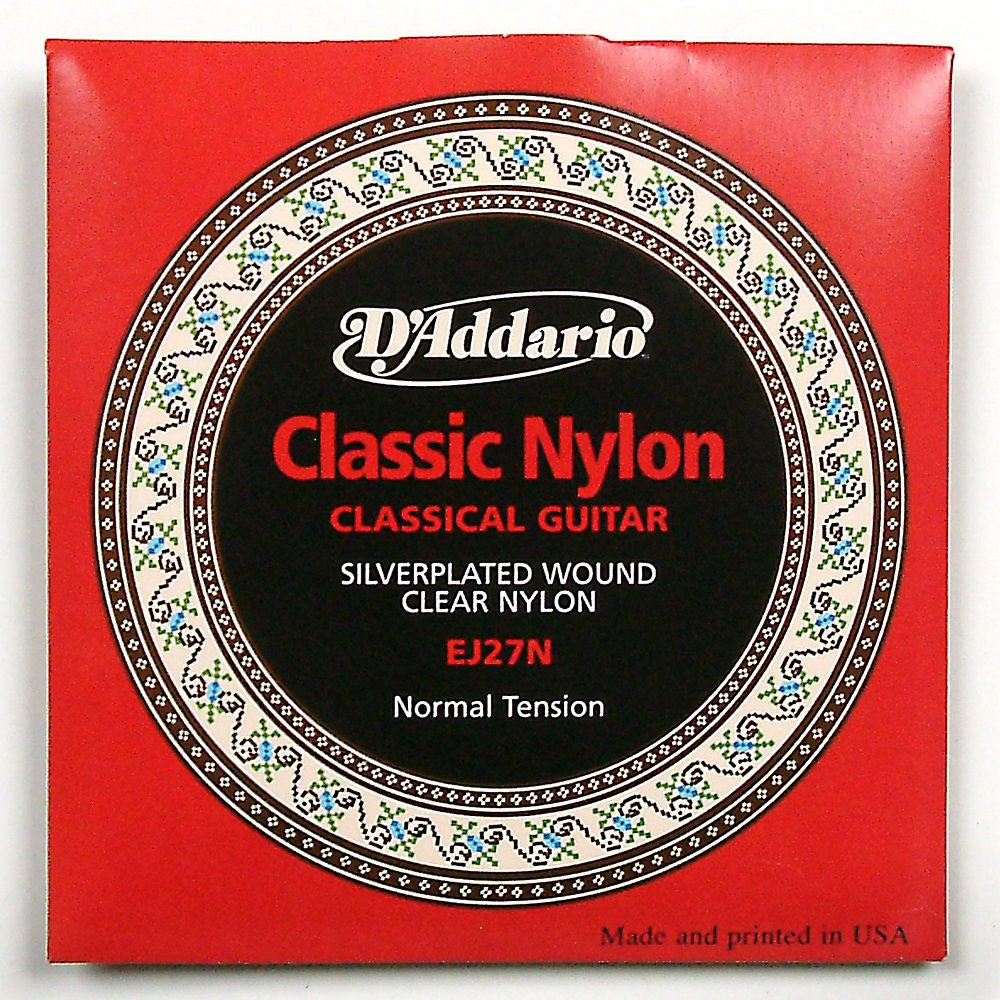 D'Addario
Classic Nylon
CLASSICAL GUITAR
SILVERPLATED WOUND
CLEAR NYLON
EJ27N
Normal Tension
Made and printed in USA